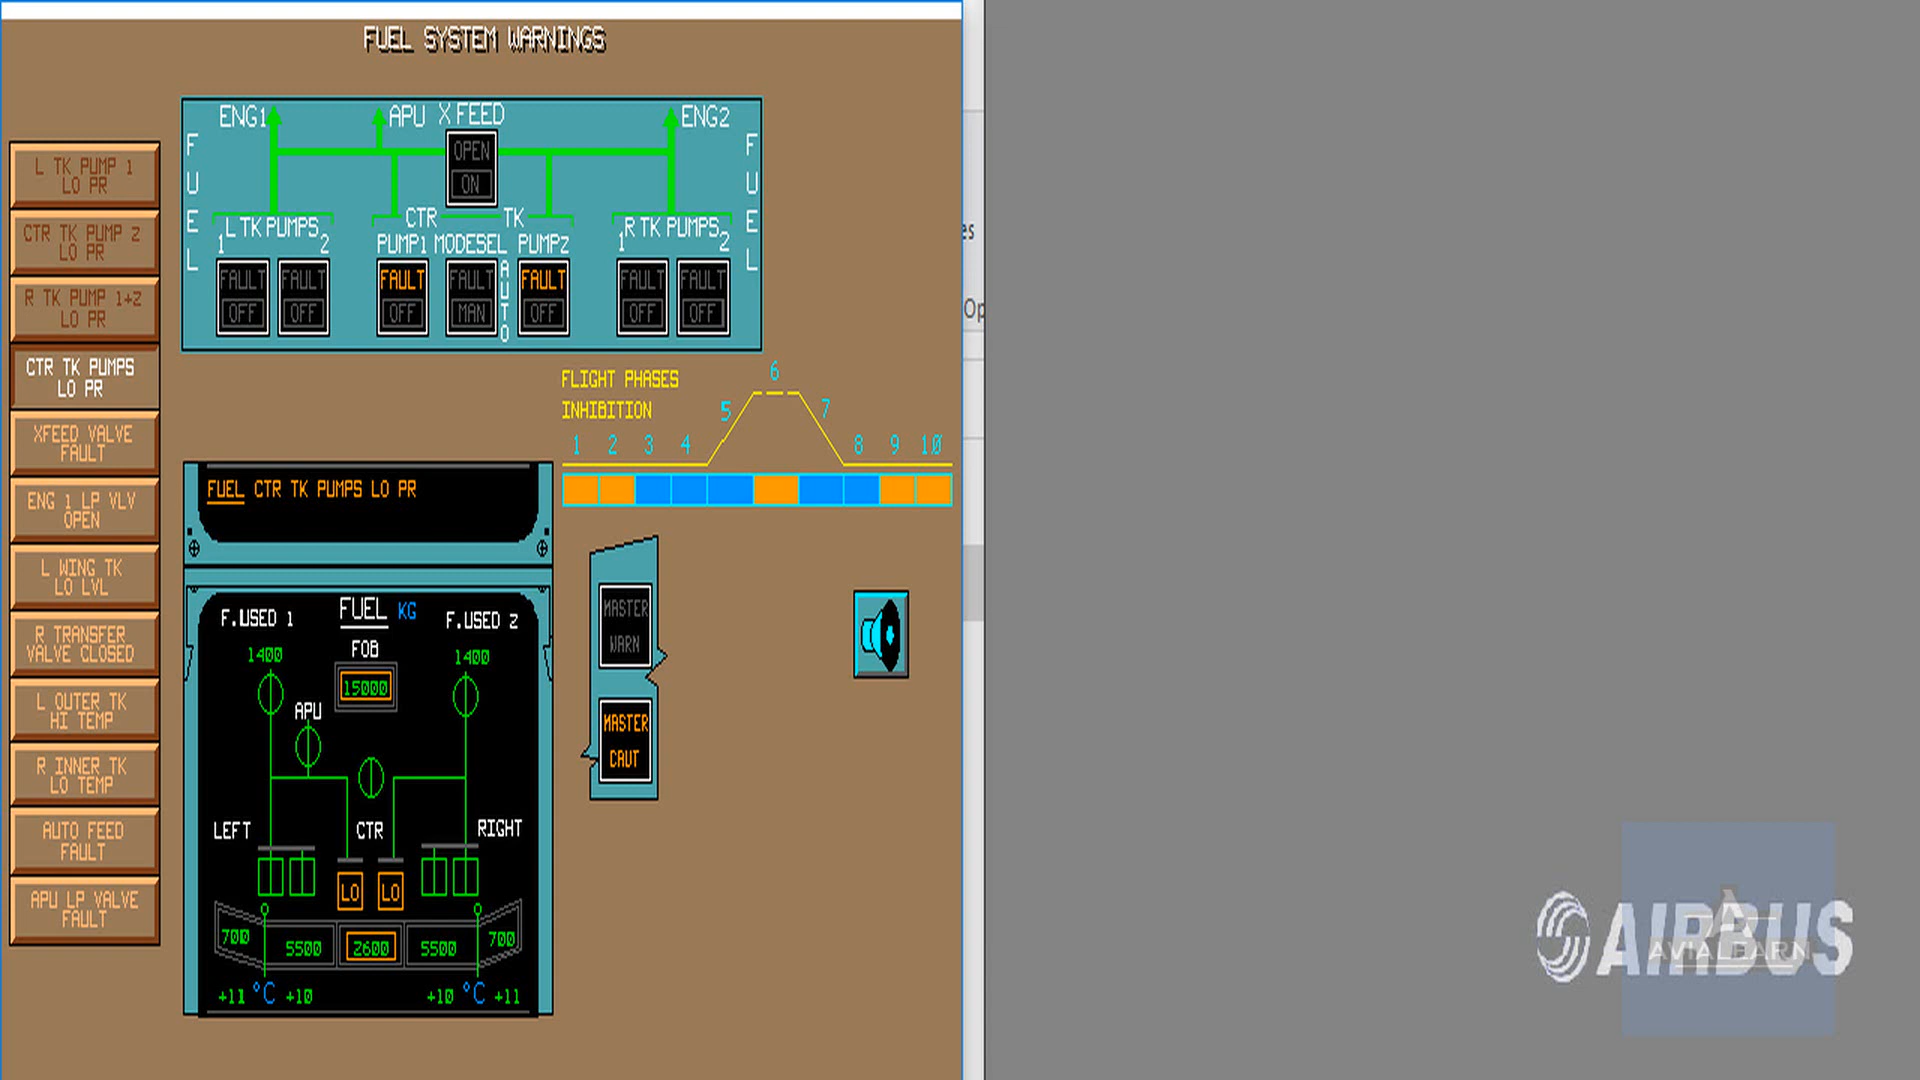 FUEL SYSTEM WARNINGS
L TK PUMP 1
LO PR
CTR TK PUMP 2
LO PR
R TK PUMP 1+2
LO PR
CTR TK PUMPS
LO PR
XFEED VALVE
FAULT
ENG 1 LP VLV
OPEN
L WING TK
LO LVL
R TRANSFER
VALVE CLOSED
L OUTER TK
HI TEMP
R INNER TK
LO TEMP
AUTO FEED
FAULT
APU LP VALVE
FAULT
ENG1 APU X FEED ENG2
FUEL
FUEL
OPEN
ON
L TK PUMPS CTR TK R TK PUMPS
1 2 PUMP1 MODESEL PUMP2 1 2
FAULT FAULT FAULT FAULT FAULT FAULT FAULT
OFF OFF OFF MAN OFF OFF OFF
AUTO
FLIGHT PHASES
INHIBITION
1 2 3 4 5 6 7 8 9 10
FUEL CTR TK PUMPS LO PR
F.USED 1 FUEL KG F.USED 2
1400 FOB 1400
15000
APU
LEFT CTR RIGHT
LO LO
700 5500 2600 5500 700
+11 °C +10 +10 °C +11
MASTER
WARN
MASTER
CAUT
es
Op
AIRBUS
AVIALEARN